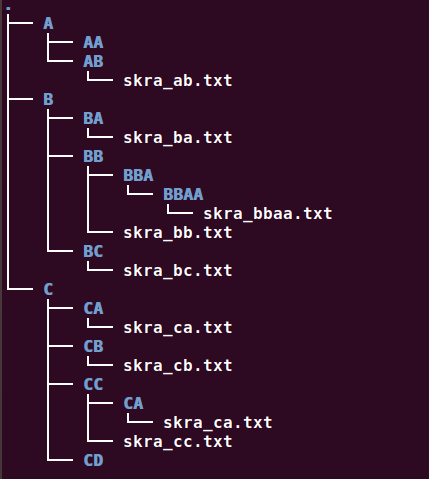 .
├── A
│   ├── AA
│   └── AB
│       └── skra_ab.txt
├── B
│   ├── BA
│   │   └── skra_ba.txt
│   ├── BB
│   │   ├── BBA
│   │   │   └── BBAA
│   │   │       └── skra_bbaa.txt
│   │   └── skra_bb.txt
│   └── BC
│       └── skra_bc.txt
└── C
    ├── CA
    │   └── skra_ca.txt
    ├── CB
    │   └── skra_cb.txt
    ├── CC
    │   ├── CA
    │   │   └── skra_ca.txt
    │   └── skra_cc.txt
    └── CD